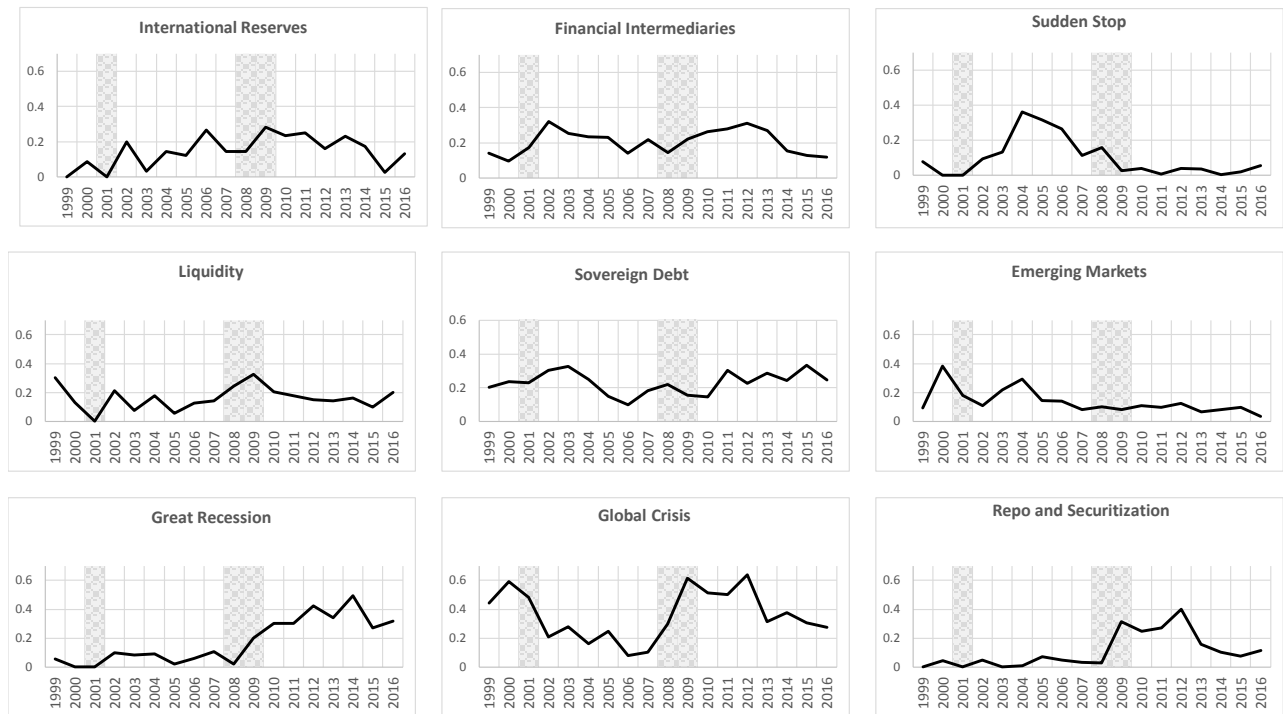 International Reserves
0.6
0.4
0.2
0
1999 2000 2001 2002 2003 2004 2005 2006 2007 2008 2009 2010 2011 2012 2013 2014 2015 2016
Financial Intermediaries
0.6
0.4
0.2
0
1999 2000 2001 2002 2003 2004 2005 2006 2007 2008 2009 2010 2011 2012 2013 2014 2015 2016
Sudden Stop
0.6
0.4
0.2
0
1999 2000 2001 2002 2003 2004 2005 2006 2007 2008 2009 2010 2011 2012 2013 2014 2015 2016
Liquidity
0.6
0.4
0.2
0
1999 2000 2001 2002 2003 2004 2005 2006 2007 2008 2009 2010 2011 2012 2013 2014 2015 2016
Sovereign Debt
0.6
0.4
0.2
0
1999 2000 2001 2002 2003 2004 2005 2006 2007 2008 2009 2010 2011 2012 2013 2014 2015 2016
Emerging Markets
0.6
0.4
0.2
0
1999 2000 2001 2002 2003 2004 2005 2006 2007 2008 2009 2010 2011 2012 2013 2014 2015 2016
Great Recession
0.6
0.4
0.2
0
1999 2000 2001 2002 2003 2004 2005 2006 2007 2008 2009 2010 2011 2012 2013 2014 2015 2016
Global Crisis
0.6
0.4
0.2
0
1999 2000 2001 2002 2003 2004 2005 2006 2007 2008 2009 2010 2011 2012 2013 2014 2015 2016
Repo and Securitization
0.6
0.4
0.2
0
1999 2000 2001 2002 2003 2004 2005 2006 2007 2008 2009 2010 2011 2012 2013 2014 2015 2016